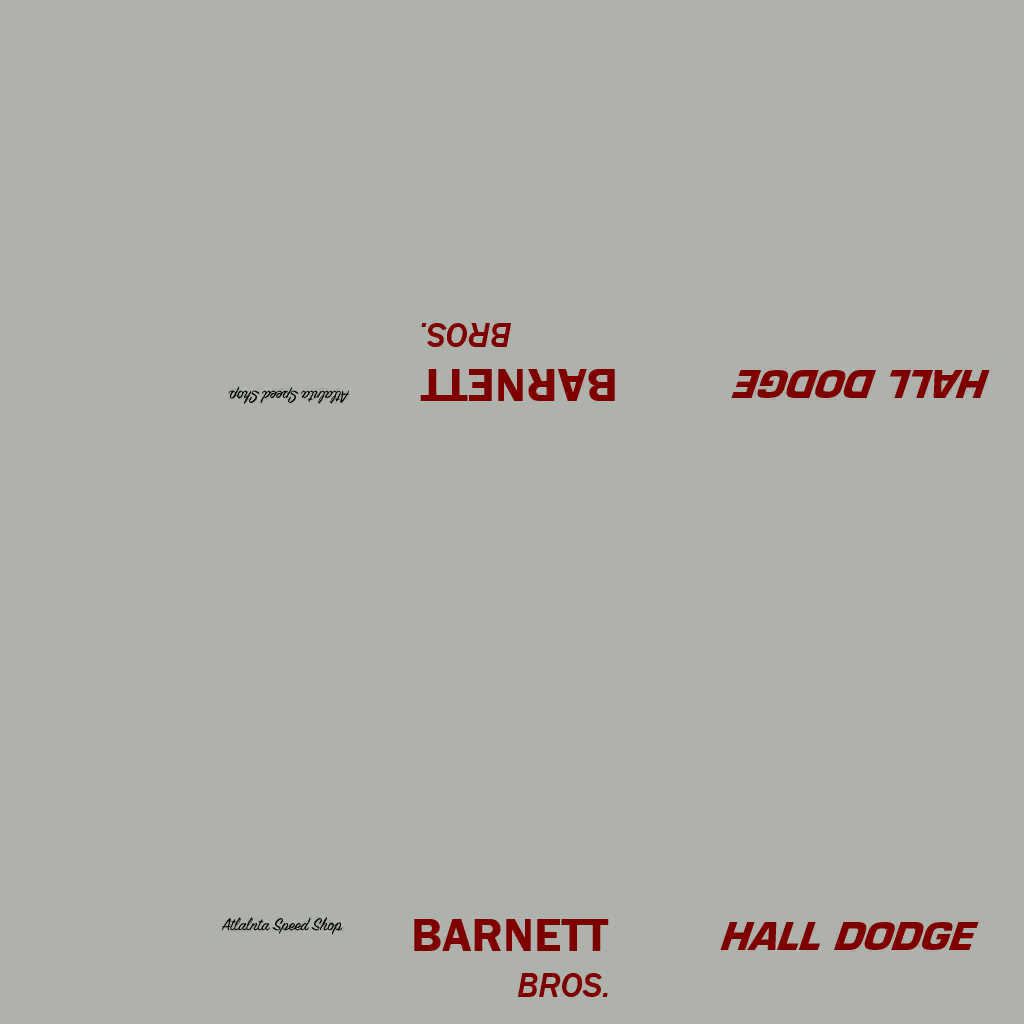 BROS.
BARNETT
HALL DODGE
Atlalnta Speed Shop
Atlalnta Speed Shop
BARNETT
HALL DODGE
BROS.